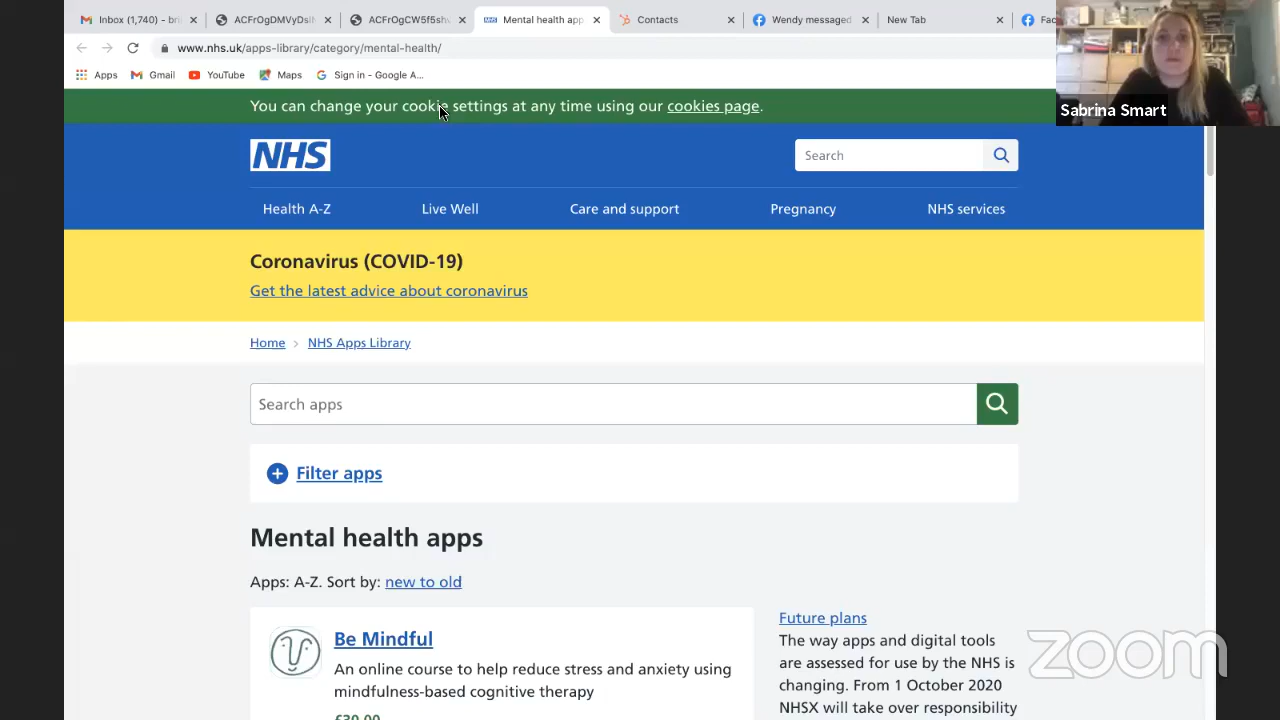 Inbox (1,740) - bri
ACFrOgDMVyDsI
ACFrOgCW5f5sh
Mental health app
Contacts
Wendy messaged
New Tab
Fac
www.nhs.uk/apps-library/category/mental-health/
Apps
Gmail
YouTube
Maps
Sign in - Google A...
Sabrina Smart
You can change your cookie settings at any time using our cookies page.
NHS
Search
Health A-Z
Live Well
Care and support
Pregnancy
NHS services
Coronavirus (COVID-19)
Get the latest advice about coronavirus
Home > NHS Apps Library
Search apps
Filter apps
Mental health apps
Apps: A-Z. Sort by: new to old
Be Mindful
An online course to help reduce stress and anxiety using
mindfulness-based cognitive therapy
£30.00
Future plans
The way apps and digital tools
are assessed for use by the NHS is
changing. From 1 October 2020
NHSX will take over responsibility
zoom